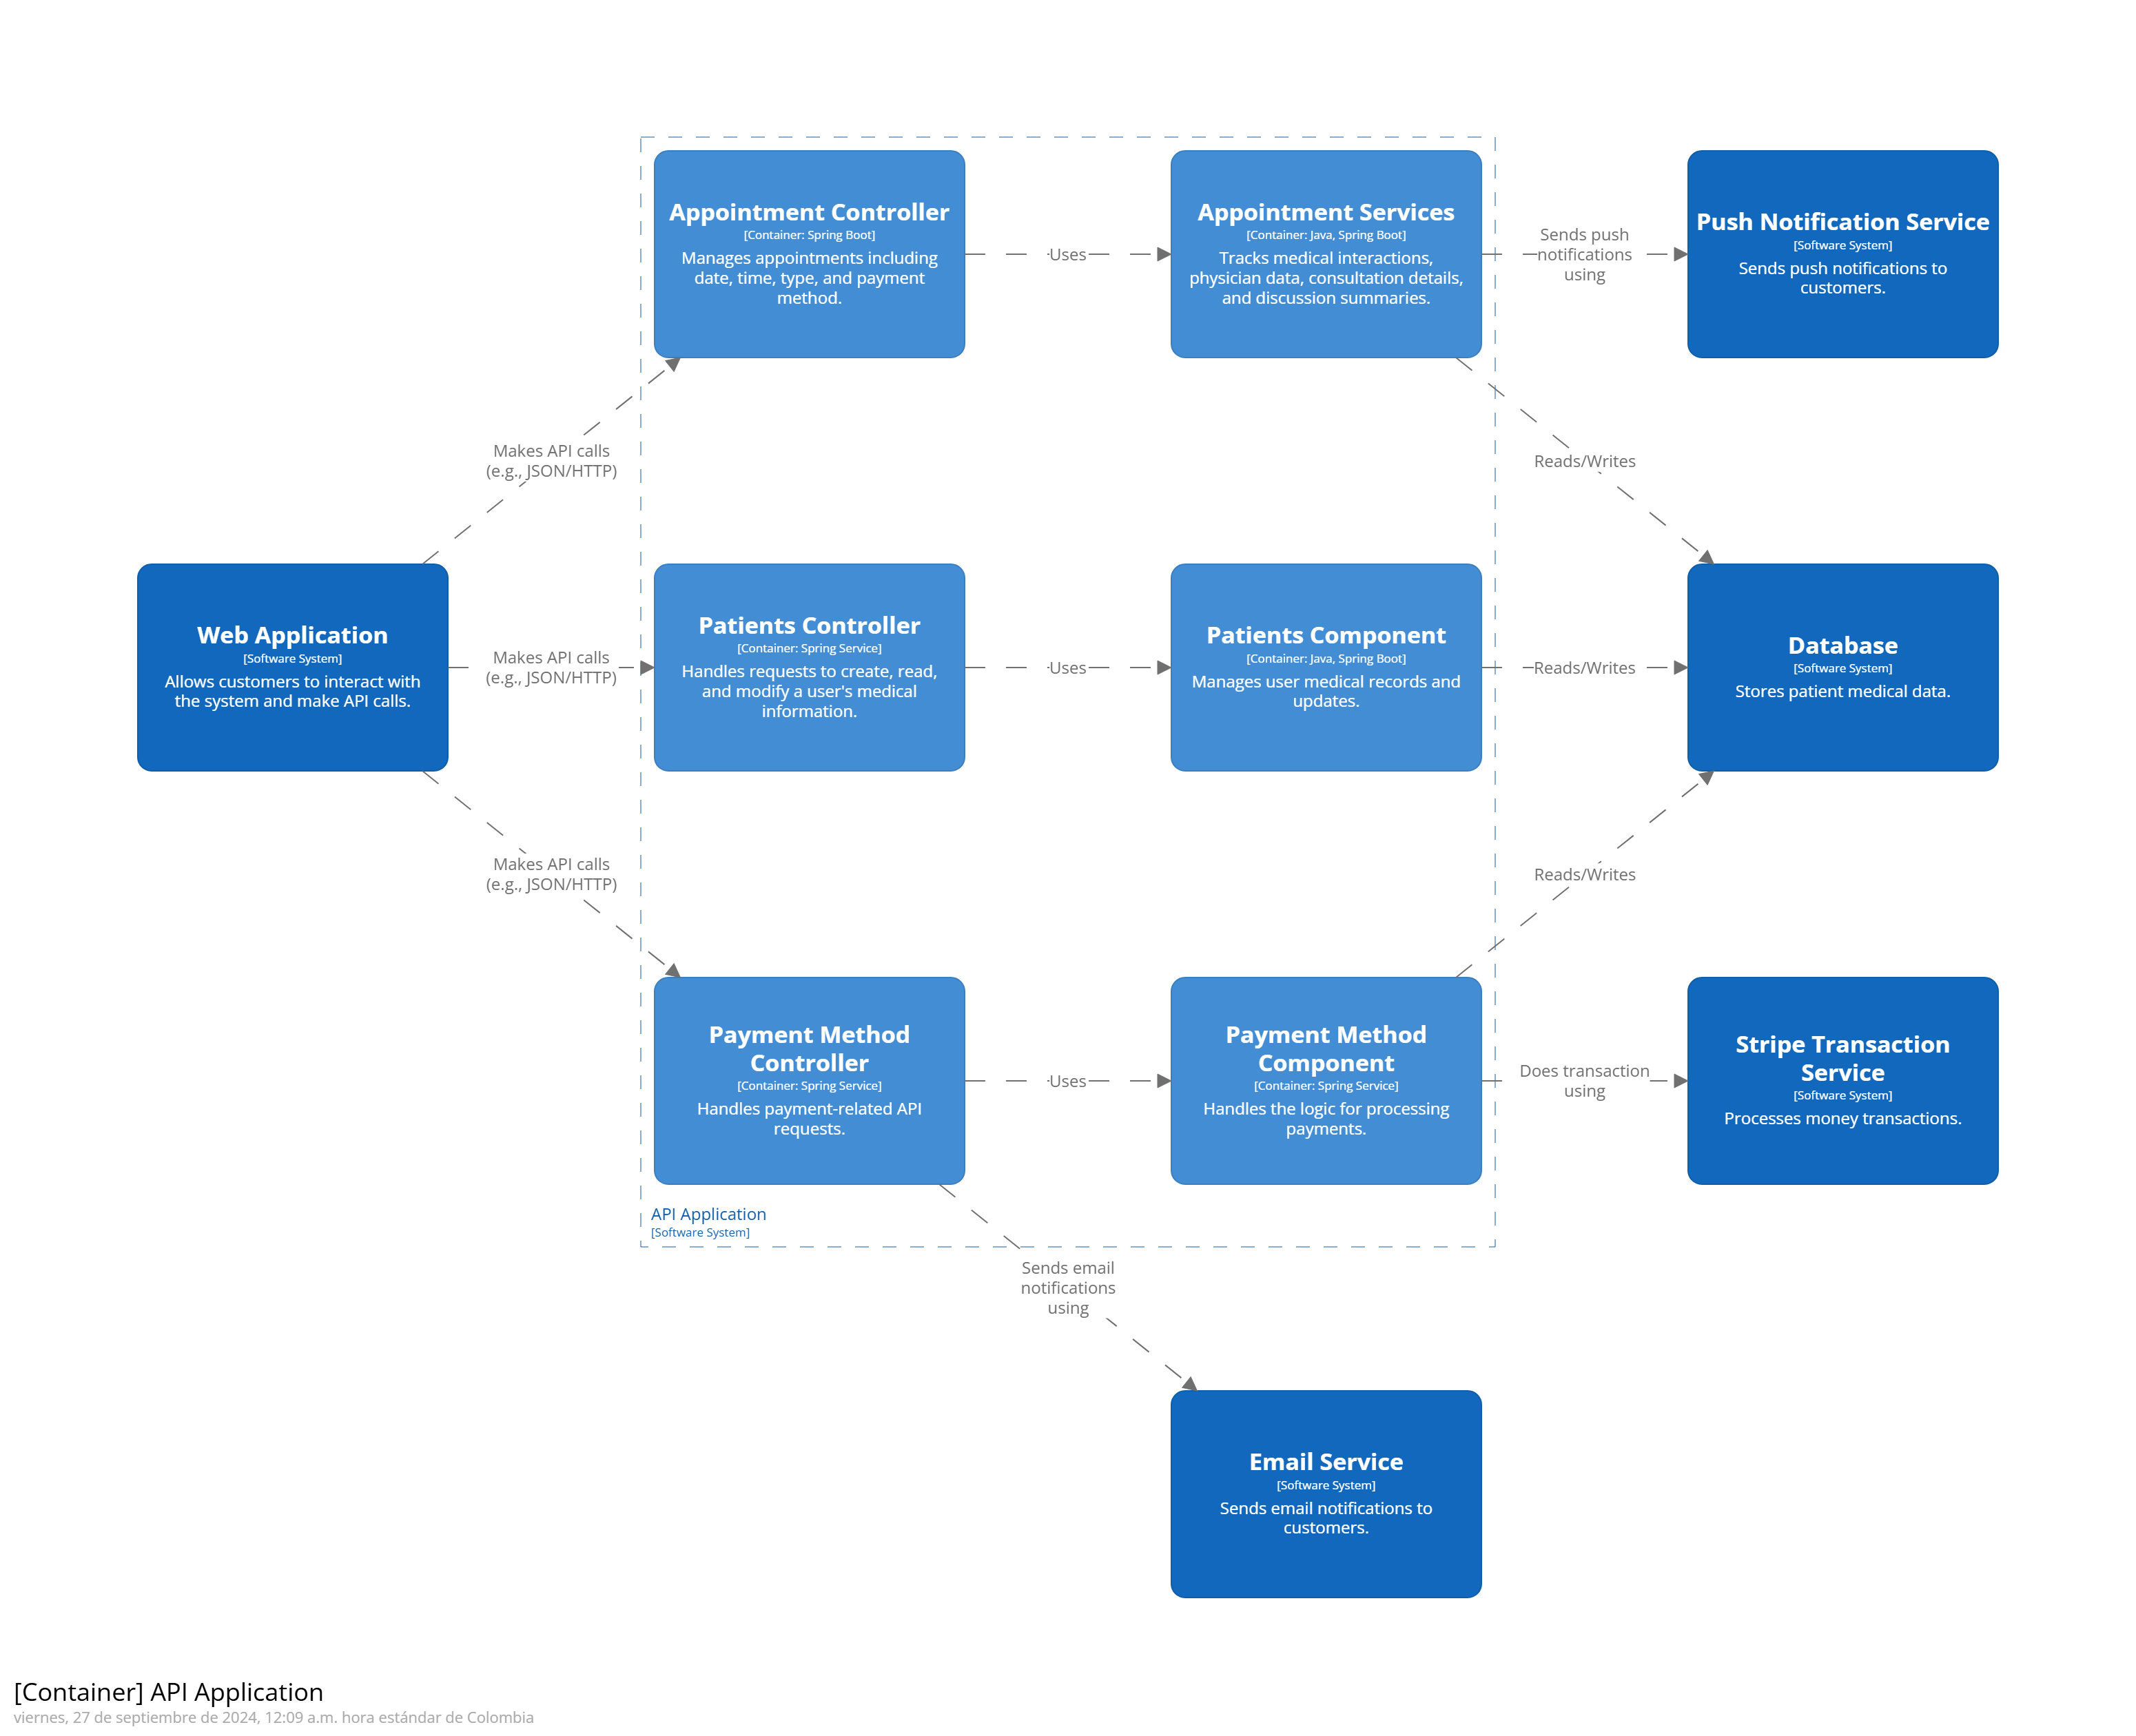 Appointment Controller
[Container: Spring Boot]
Manages appointments including
date, time, type, and payment
method.
Uses
Appointment Services
[Container: Java, Spring Boot]
Tracks medical interactions,
physician data, consultation details,
and discussion summaries.
Sends push
notifications
using
Push Notification Service
[Software System]
Sends push notifications to
customers.
Makes API calls
(e.g., JSON/HTTP)
Reads/Writes
Web Application
[Software System]
Allows customers to interact with
the system and make API calls.
Makes API calls
(e.g., JSON/HTTP)
Patients Controller
[Container: Spring Service]
Handles requests to create, read,
and modify a user's medical
information.
Uses
Patients Component
[Container: Java, Spring Boot]
Manages user medical records and
updates.
Reads/Writes
Database
[Software System]
Stores patient medical data.
Makes API calls
(e.g., JSON/HTTP)
Reads/Writes
Payment Method
Controller
[Container: Spring Service]
Handles payment-related API
requests.
Uses
Payment Method
Component
[Container: Spring Service]
Handles the logic for processing
payments.
Does transaction
using
Stripe Transaction
Service
[Software System]
Processes money transactions.
API Application
[Software System]
Sends email
notifications
using
Email Service
[Software System]
Sends email notifications to
customers.
[Container] API Application
viernes, 27 de septiembre de 2024, 12:09 a.m. hora estándar de Colombia